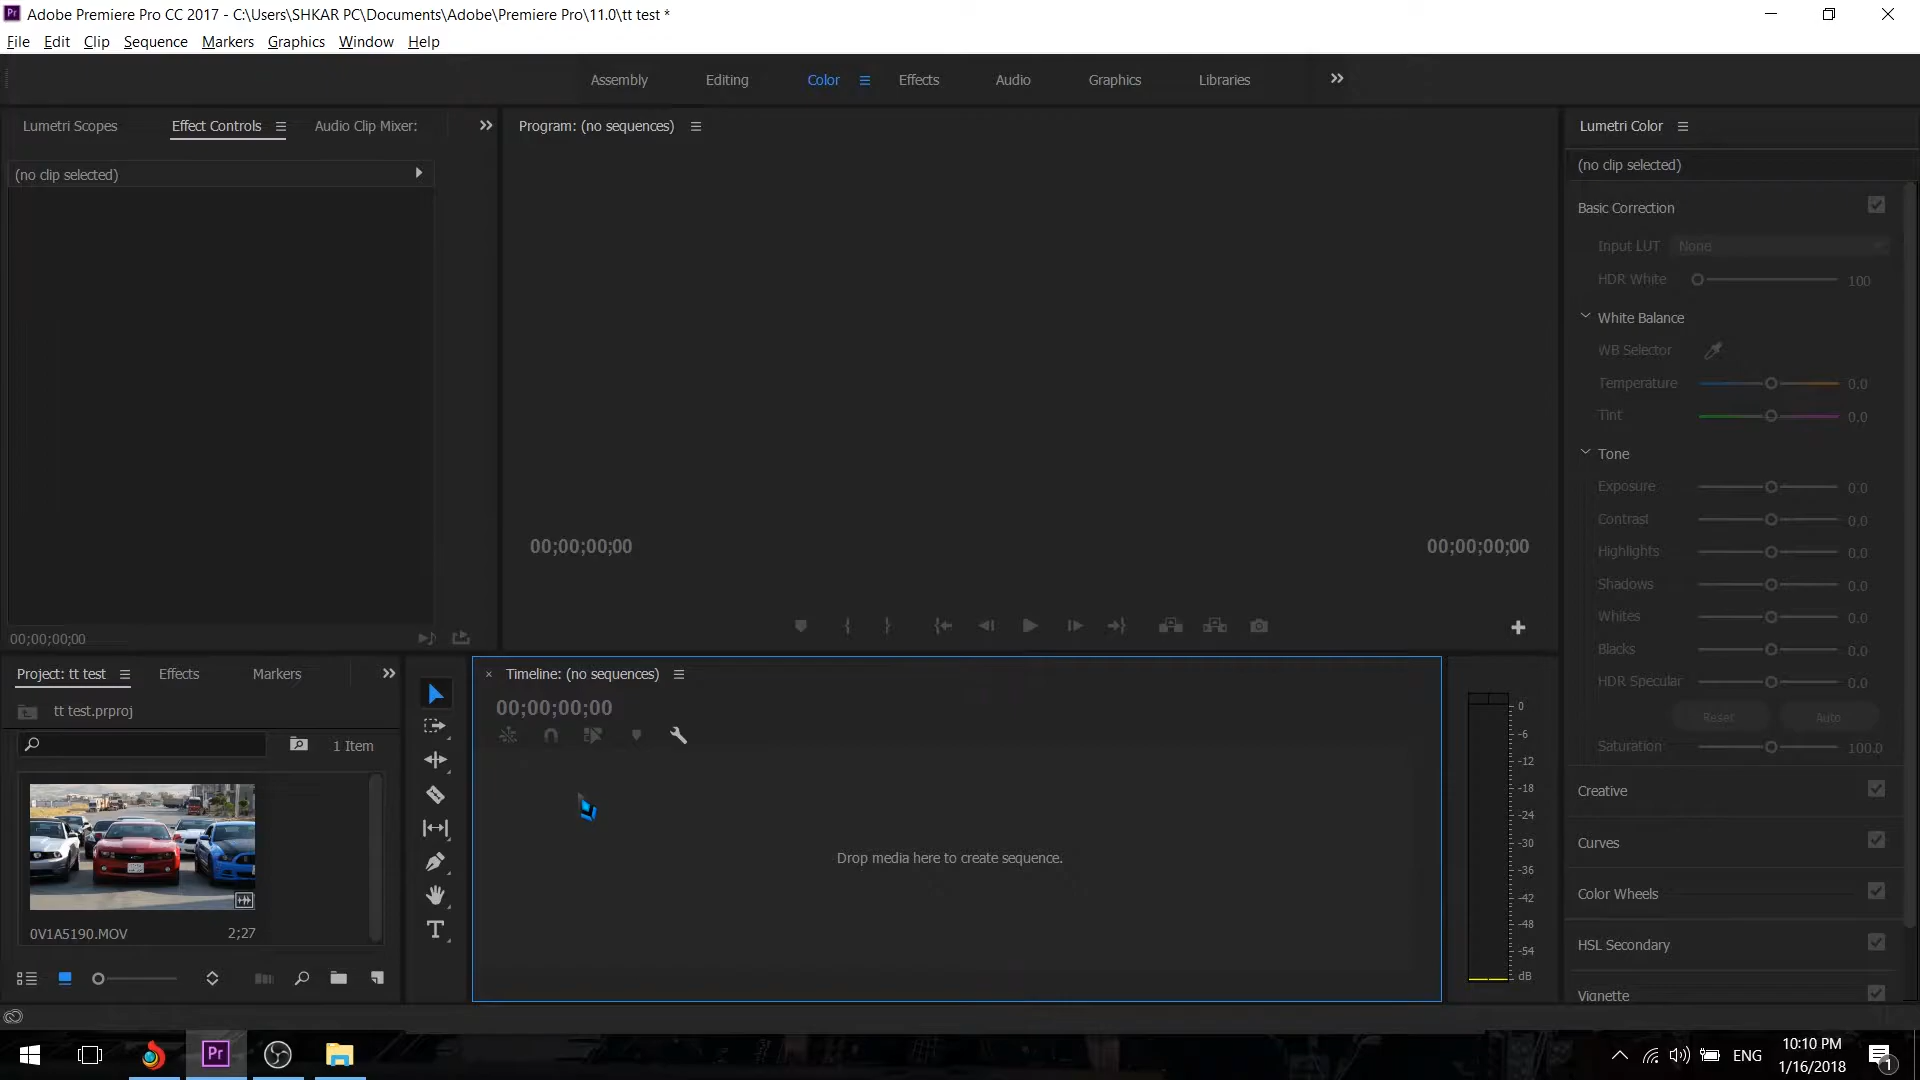 Adobe Premiere Pro CC 2017 - C:\Users\SHKAR PC\Documents\Adobe\Premiere Pro\11.0\tt test *
File Edit Clip Sequence Markers Graphics Window Help
Assembly Editing Color Effects Audio Graphics Libraries
Lumetri Scopes Effect Controls Audio Clip Mixer:
(no clip selected)
00;00;00;00
Program: (no sequences)
00;00;00;00 00;00;00;00
Lumetri Color
(no clip selected)
Basic Correction
Input LUT None
HDR White 100
White Balance
WB Selector
Temperature 0.0
Tint 0.0
Tone
Exposure 0.0
Contrast 0.0
Highlights 0.0
Shadows 0.0
Whites 0.0
Blacks 0.0
HDR Specular 0.0
Reset Auto
Saturation 100.0
Creative
Curves
Color Wheels
HSL Secondary
Vignette
Project: tt test Effects Markers
tt test.prproj
1 Item
0V1A5190.MOV 2;27
Timeline: (no sequences)
00;00;00;00
Drop media here to create sequence.
0
-6
-12
-18
-24
-30
-36
-42
-48
-54
dB
Pr
ENG
10:10 PM
1/16/2018
1